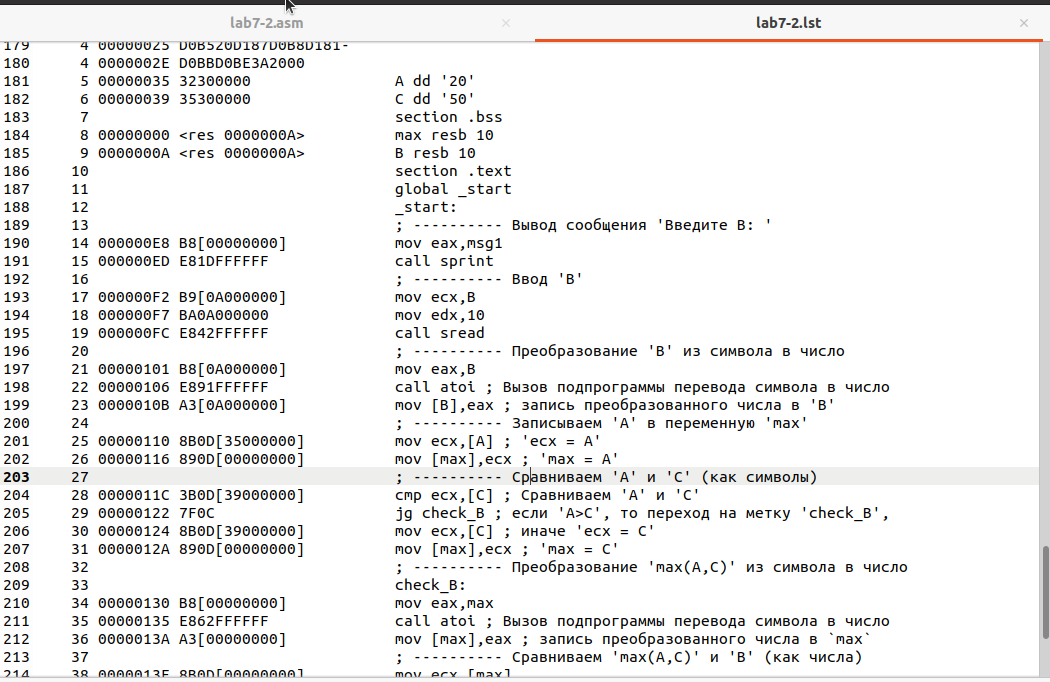 lab7-2.asm × lab7-2.lst ×
179 4 00000025 D0B520D187D0B8D181-
180 4 0000002E D0BBD0BE3A2000
181 5 00000035 32300000 A dd '20'
182 6 00000039 35300000 C dd '50'
183 7 section .bss
184 8 00000000 <res 0000000A> max resb 10
185 9 0000000A <res 0000000A> B resb 10
186 10 section .text
187 11 global _start
188 12 _start:
189 13 ; ---------- Вывод сообщения 'Введите B: '
190 14 000000E8 B8[00000000] mov eax,msg1
191 15 000000ED E81DFFFFFF call sprint
192 16 ; ---------- Ввод 'B'
193 17 000000F2 B9[0A000000] mov ecx,B
194 18 000000F7 BA0A000000 mov edx,10
195 19 000000FC E842FFFFFF call sread
196 20 ; ---------- Преобразование 'B' из символа в число
197 21 00000101 B8[0A000000] mov eax,B
198 22 00000106 E891FFFFFF call atoi ; Вызов подпрограммы перевода символа в число
199 23 0000010B A3[0A000000] mov [B],eax ; запись преобразованного числа в 'B'
200 24 ; ---------- Записываем 'A' в переменную 'max'
201 25 00000110 8B0D[35000000] mov ecx,[A] ; 'ecx = A'
202 26 00000116 890D[00000000] mov [max],ecx ; 'max = A'
203 27 ; ---------- Сравниваем 'A' и 'C' (как символы)
204 28 0000011C 3B0D[39000000] cmp ecx,[C] ; Сравниваем 'A' и 'C'
205 29 00000122 7F0C jg check_B ; если 'A>C', то переход на метку 'check_B',
206 30 00000124 8B0D[39000000] mov ecx,[C] ; иначе 'ecx = C'
207 31 0000012A 890D[00000000] mov [max],ecx ; 'max = C'
208 32 ; ---------- Преобразование 'max(A,C)' из символа в число
209 33 check_B:
210 34 00000130 B8[00000000] mov eax,max
211 35 00000135 E862FFFFFF call atoi ; Вызов подпрограммы перевода символа в число
212 36 0000013A A3[00000000] mov [max],eax ; запись преобразованного числа в `max`
213 37 ; ---------- Сравниваем 'max(A,C)' и 'B' (как числа)
214 38 0000013F 8B0D[00000000] mov ecx,[max]